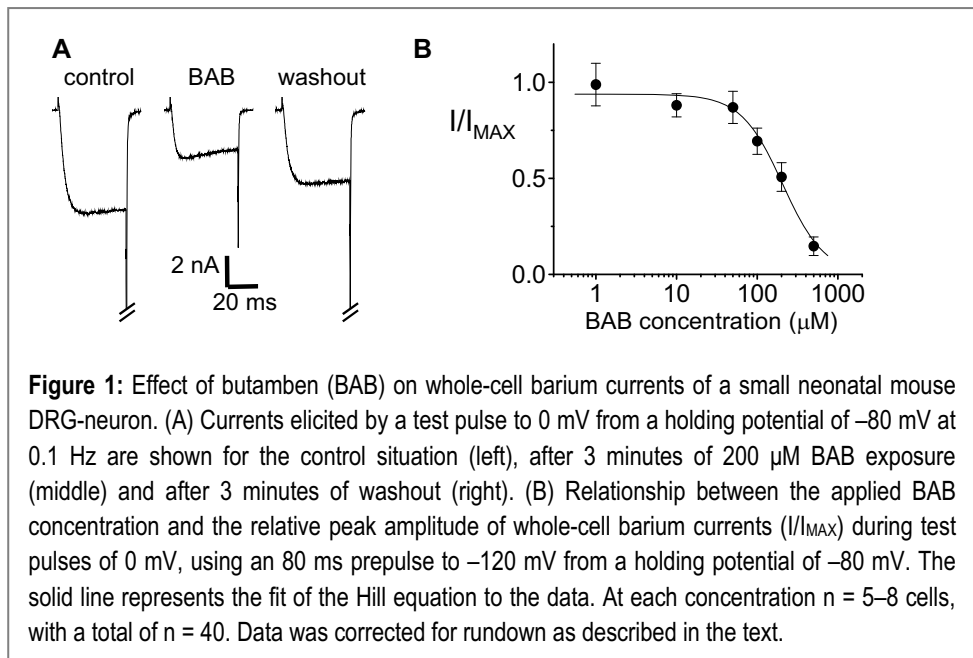 A
control BAB washout
2 nA
20 ms
B
I/IMAX
1.0
0.5
0.0
1 10 100 1000
BAB concentration (μM)
Figure 1: Effect of butamben (BAB) on whole-cell barium currents of a small neonatal mouse
DRG-neuron. (A) Currents elicited by a test pulse to 0 mV from a holding potential of –80 mV at
0.1 Hz are shown for the control situation (left), after 3 minutes of 200 µM BAB exposure
(middle) and after 3 minutes of washout (right). (B) Relationship between the applied BAB
concentration and the relative peak amplitude of whole-cell barium currents (I/IMAX) during test
pulses of 0 mV, using an 80 ms prepulse to –120 mV from a holding potential of –80 mV. The
solid line represents the fit of the Hill equation to the data. At each concentration n = 5–8 cells,
with a total of n = 40. Data was corrected for rundown as described in the text.